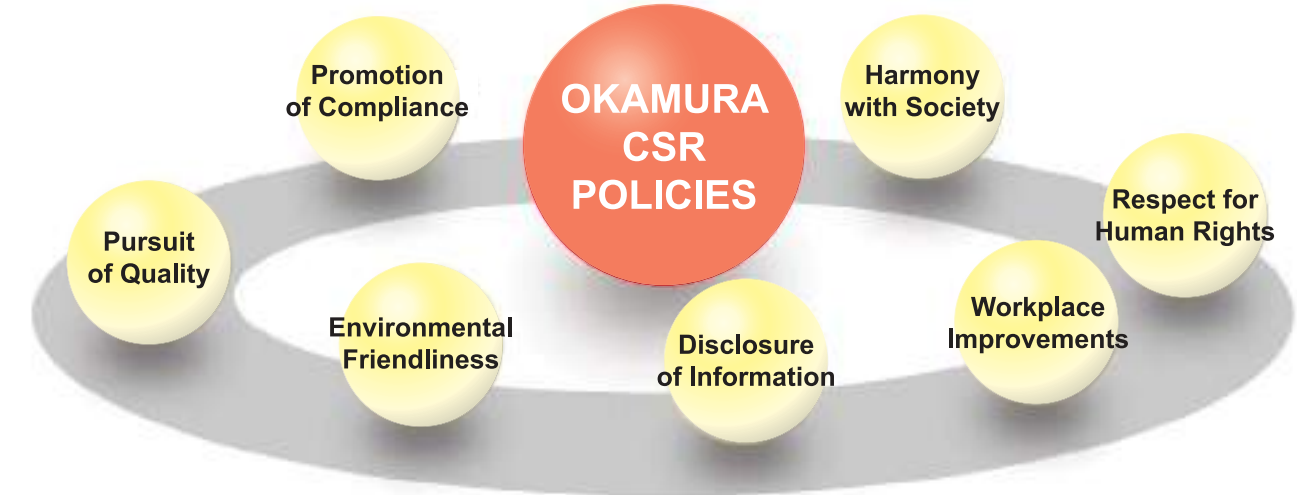 OKAMURA
CSR
POLICIES
Promotion
of Compliance
Harmony
with Society
Pursuit
of Quality
Respect for
Human Rights
Environmental
Friendliness
Disclosure
of Information
Workplace
Improvements